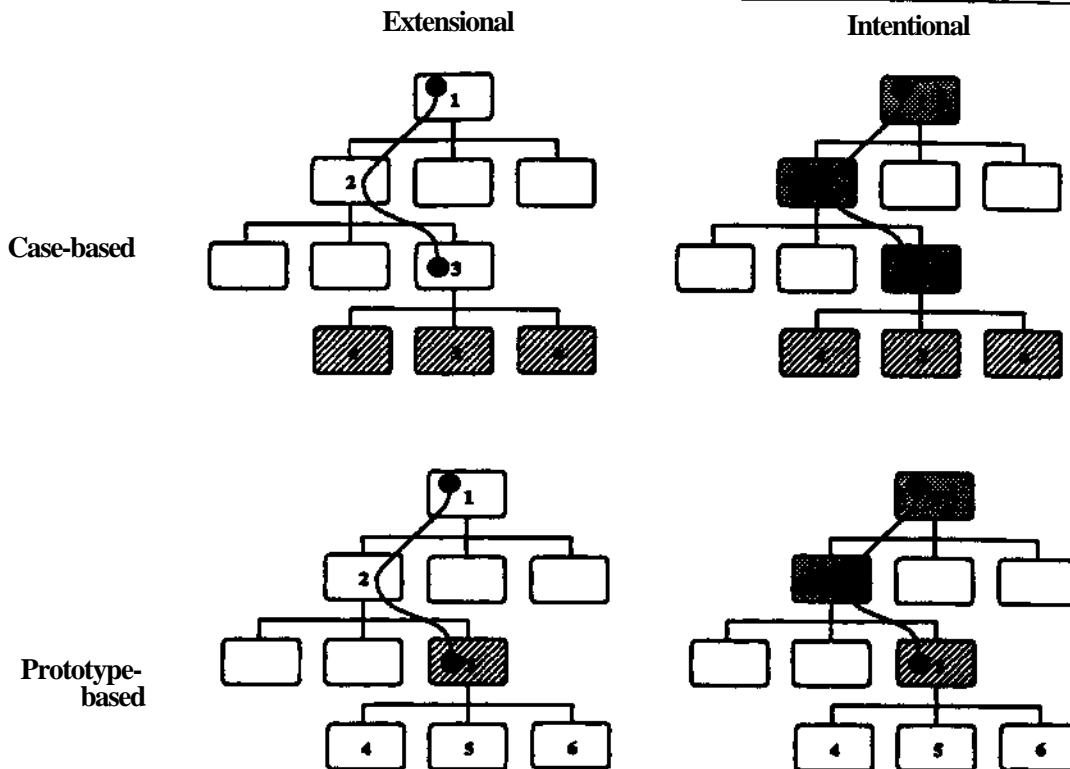 Extensional
Intentional
1
2
Case-based
3
1
2
Prototype-
based
4
5
6
4
5
6